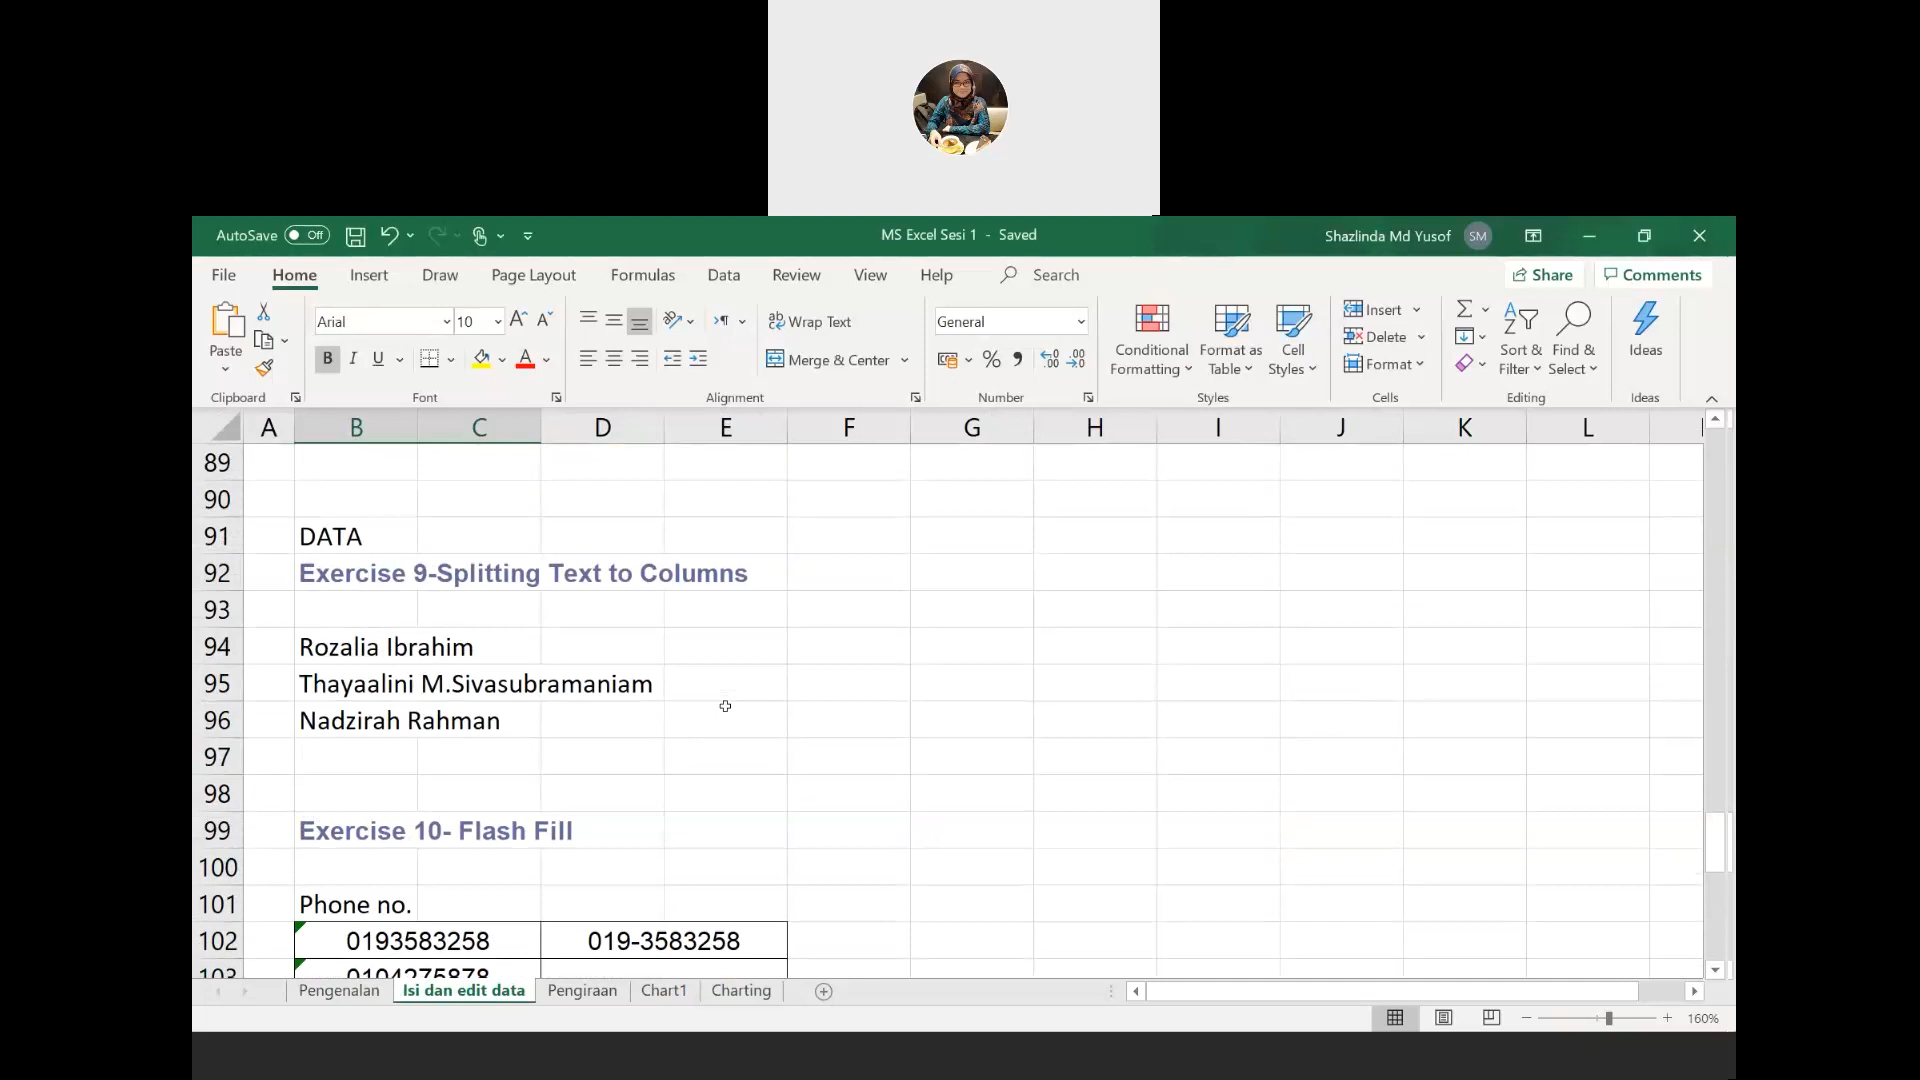 AutoSave Off
MS Excel Sesi 1 - Saved
Shazlinda Md Yusof SM
File Home Insert Draw Page Layout Formulas Data Review View Help Search Share Comments
Paste
Clipboard
Arial 10
B I U A
Font
ab Wrap Text
Merge & Center
Alignment
General
% , .00 .00
Number
Conditional Formatting
Format as Table
Cell Styles
Styles
Insert
Delete
Format
Cells
Sort & Filter
Find & Select
Editing
Ideas
Ideas
A B C D E F G H I J K L
89
90
91 DATA
92 Exercise 9-Splitting Text to Columns
93
94 Rozalia Ibrahim
95 Thayaalini M.Sivasubramaniam
96 Nadzirah Rahman
97
98
99 Exercise 10- Flash Fill
100
101 Phone no.
102 0193583258 019-3583258
103 0104275878
Pengenalan Isi dan edit data Pengiraan Chart1 Charting
160%